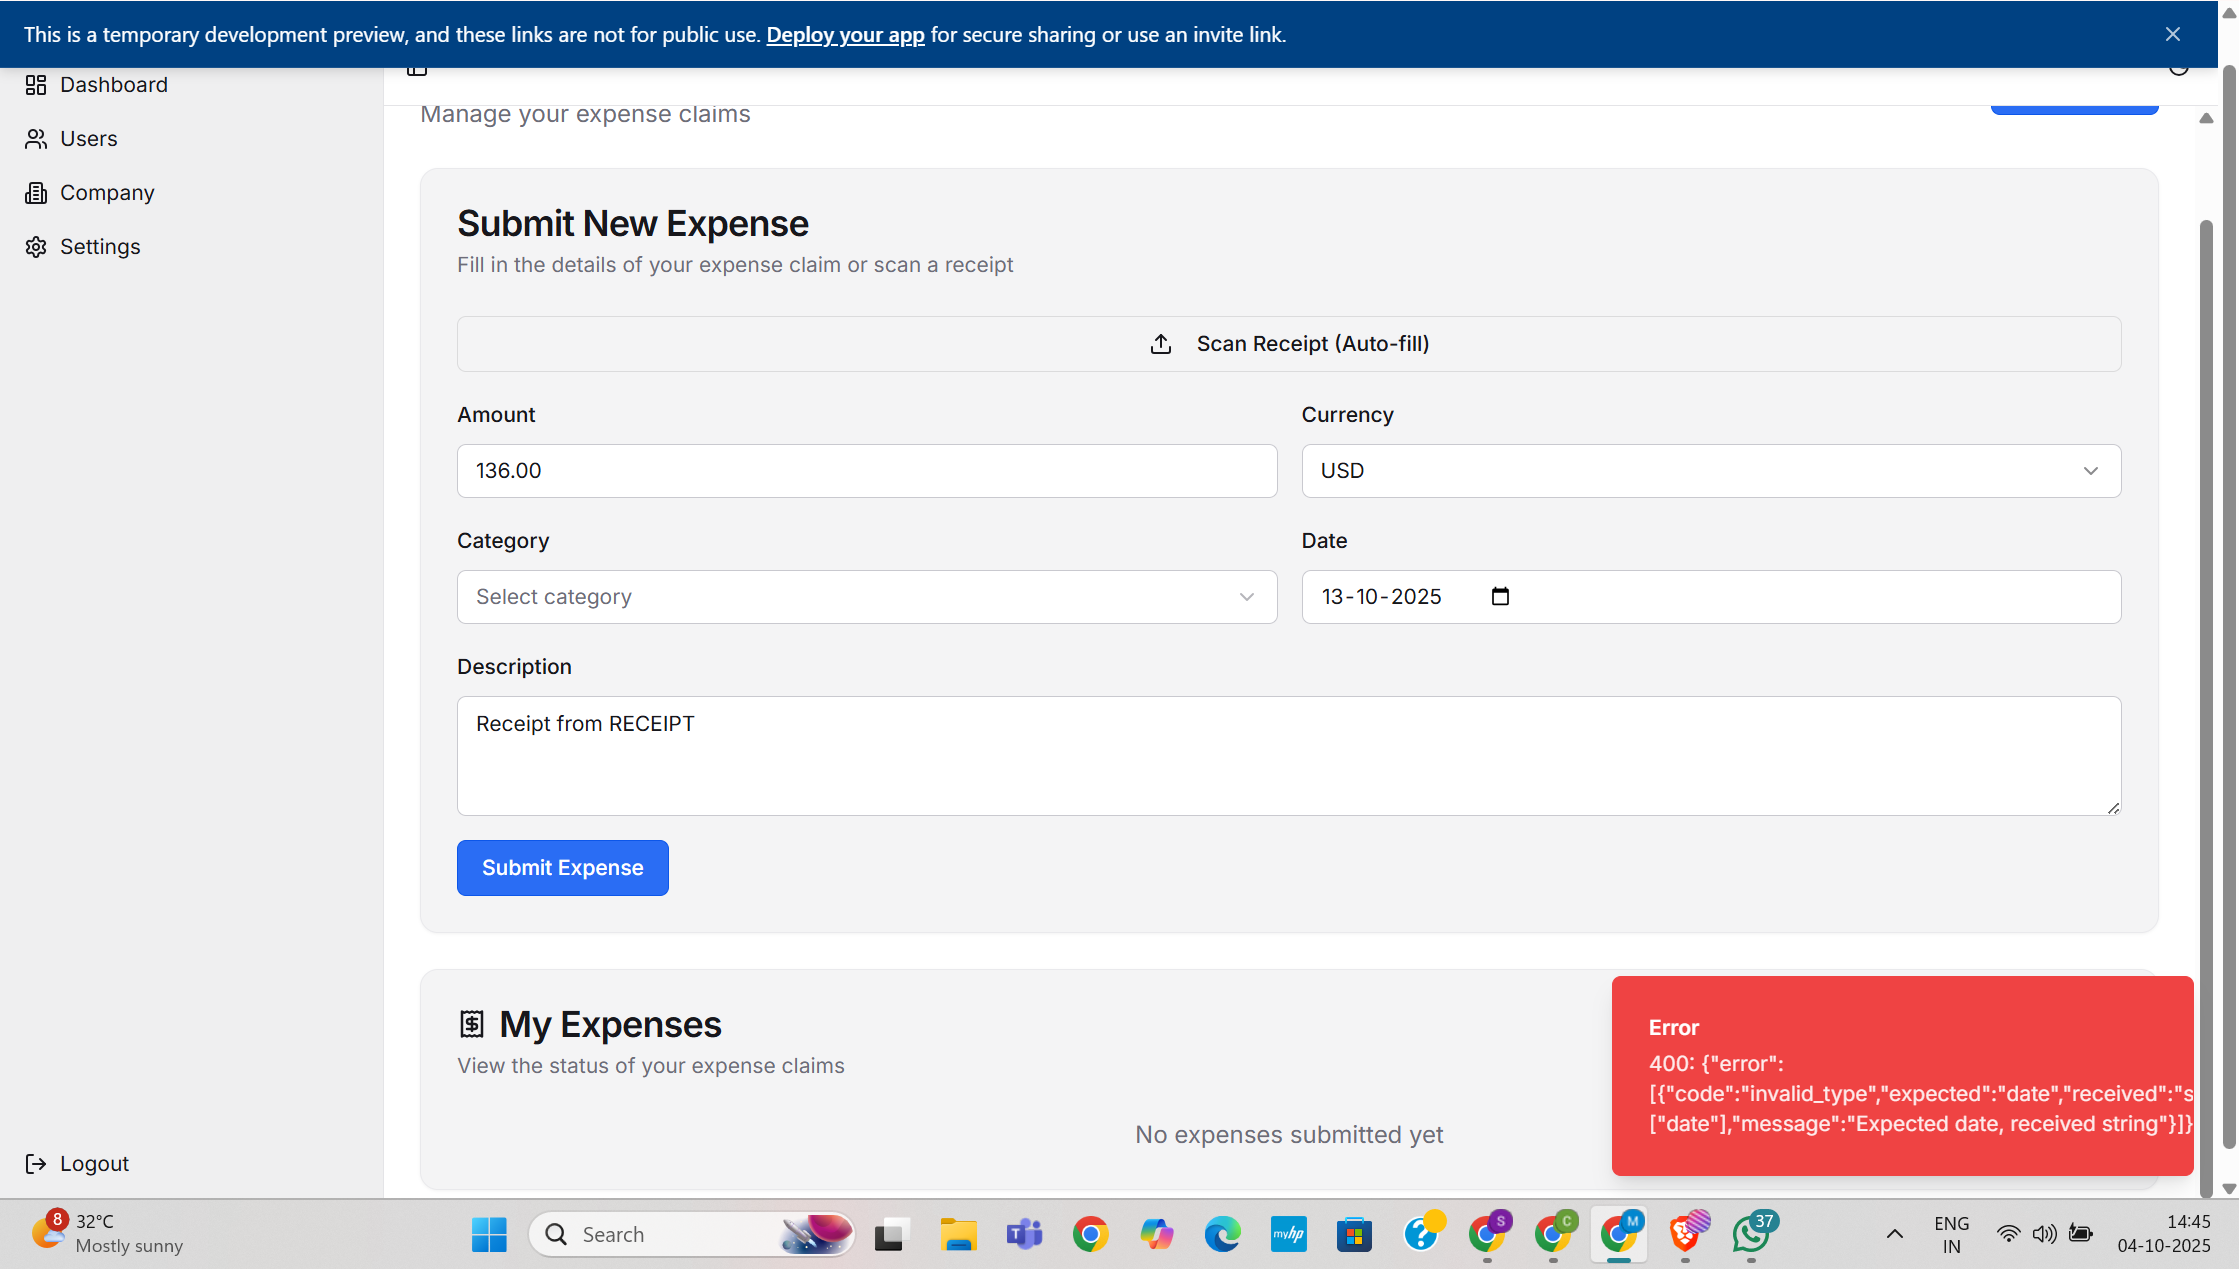 This is a temporary development preview, and these links are not for public use. Deploy your app for secure sharing or use an invite link.
Dashboard
Users
Company
Settings
Logout
Manage your expense claims
Submit New Expense
Fill in the details of your expense claim or scan a receipt
Scan Receipt (Auto-fill)
Amount
Currency
136.00
USD
Category
Date
Select category
13-10-2025
Description
Receipt from RECEIPT
Submit Expense
My Expenses
View the status of your expense claims
No expenses submitted yet
Error
400: {"error":
[{"code":"invalid_type","expected":"date","received":"s
["date"],"message":"Expected date, received string"}]}
8
32°C
Mostly sunny
Search
T
myhp
?
S
C
M
37
ENG
IN
14:45
04-10-2025